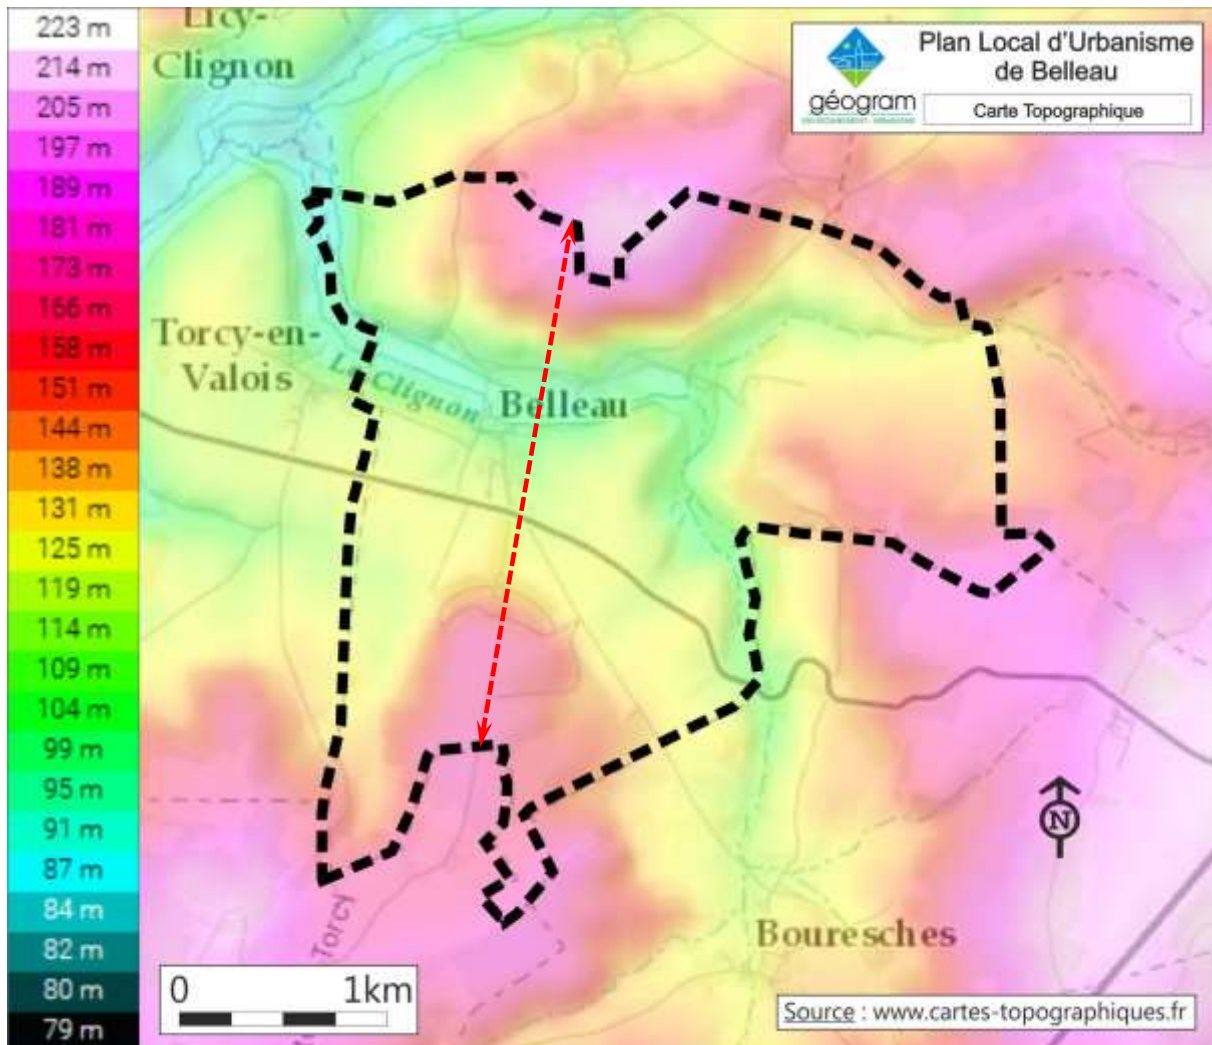 223 m
214 m
205 m
197 m
189 m
181 m
173 m
166 m
158 m
151 m
144 m
138 m
131 m
125 m
119 m
114 m
109 m
104 m
99 m
95 m
91 m
87 m
84 m
82 m
80 m
79 m
Licy-
Clignon
géogram
Plan Local d'Urbanisme
de Belleau
Carte Topographique
Torcy-en-
Valois
Le Clignon
Belleau
N
Bouresches
Torcy
0 1km
Source : www.cartes-topographiques.fr